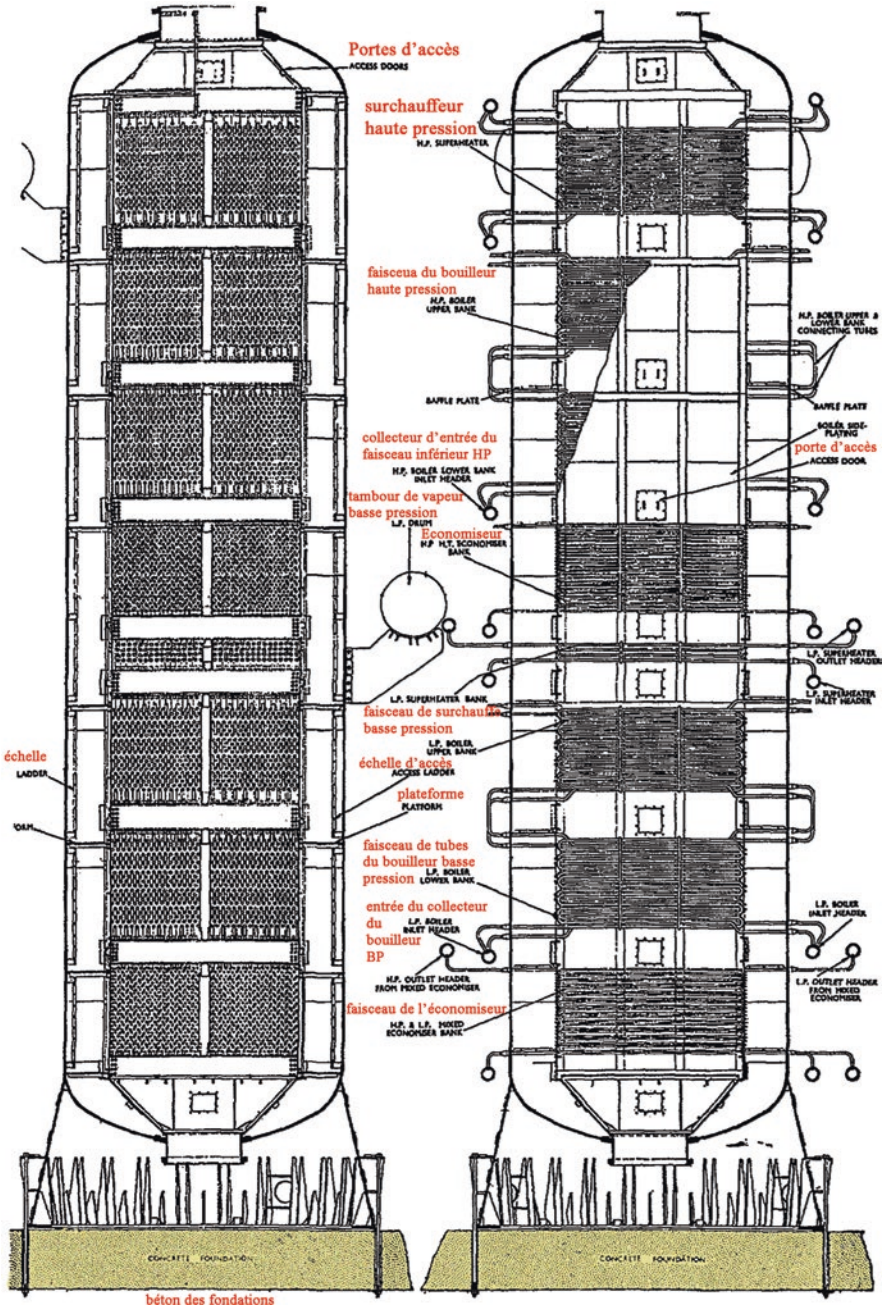 Portes d'accès
ACCESS DOORS
surchauffeur
haute pression
H.P. SUPERHEATER
faisceua du bouilleur
haute pression
H.P. BOILER
UPPER BANK
H.P. BOILER UPPER &
LOWER BANK
CONNECTING TUBES
BAFFLE PLATE
BAFFLE PLATE
BOILER SIDE-
PLATING
collecteur d'entrée du
faisceau inférieur HP
H.P. BOILER LOWER BANK
INLET HEADER
porte d'accès
ACCESS DOOR
tambour de vapeur
basse pression
L.P. DRUM
Economiseur
H.P. H.T. ECONOMISER
BANK
L.P. SUPERHEATER
OUTLET HEADERS
L.P. SUPERHEATER BANK
L.P. SUPERHEATER
INLET HEADER
faisceau de surchauffe
basse pression
L.P. BOILER
UPPER BANK
échelle
LADDER
échelle d'accès
ACCESS LADDER
plateforme
PLATFORM
ORM
faisceau de tubes
du bouilleur basse
pression
L.P. BOILER
LOWER BANK
entrée du collecteur
du
bouilleur
BP
L.P. BOILER
INLET HEADER
L.P. BOILER
INLET HEADER
H.P. OUTLET HEADER
FROM MIXED ECONOMISER
L.P. OUTLET HEADER
FROM MIXED
ECONOMISER
faisceau de l'économiseur
H.P. & L.P. MIXED
ECONOMISER BANK
CONCRETE FOUNDATION
CONCRETE FOUNDATION
béton des fondations